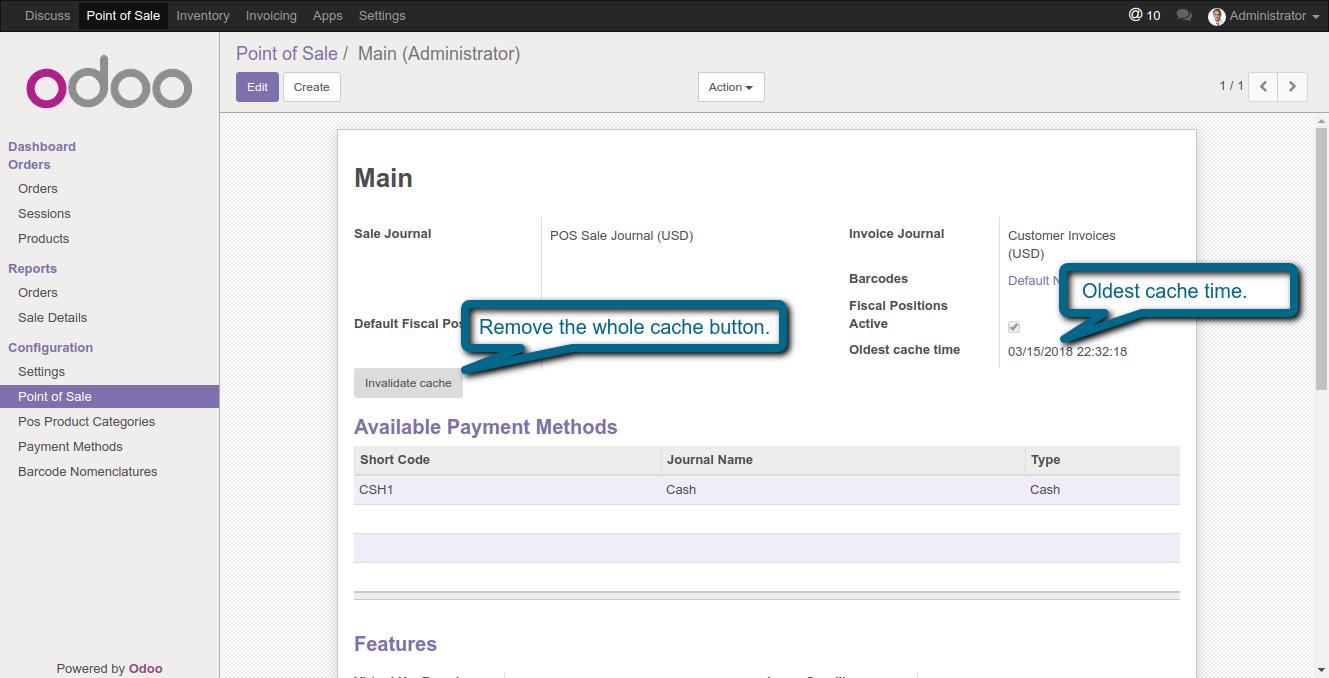 Discuss Point of Sale Inventory Invoicing Apps Settings @ 10 Administrator
odoo
Dashboard
Orders
Orders
Sessions
Products
Reports
Orders
Sale Details
Configuration
Settings
Point of Sale
Pos Product Categories
Payment Methods
Barcode Nomenclatures
Powered by Odoo
Point of Sale / Main (Administrator)
Edit Create Action 1 / 1
Main
Sale Journal POS Sale Journal (USD)
Default Fiscal Pos
Invoice Journal Customer Invoices
(USD)
Barcodes Default N
Fiscal Positions
Active
Oldest cache time 03/15/2018 22:32:18
Remove the whole cache button.
Oldest cache time.
Invalidate cache
Available Payment Methods
Short Code Journal Name Type
CSH1 Cash Cash
Features